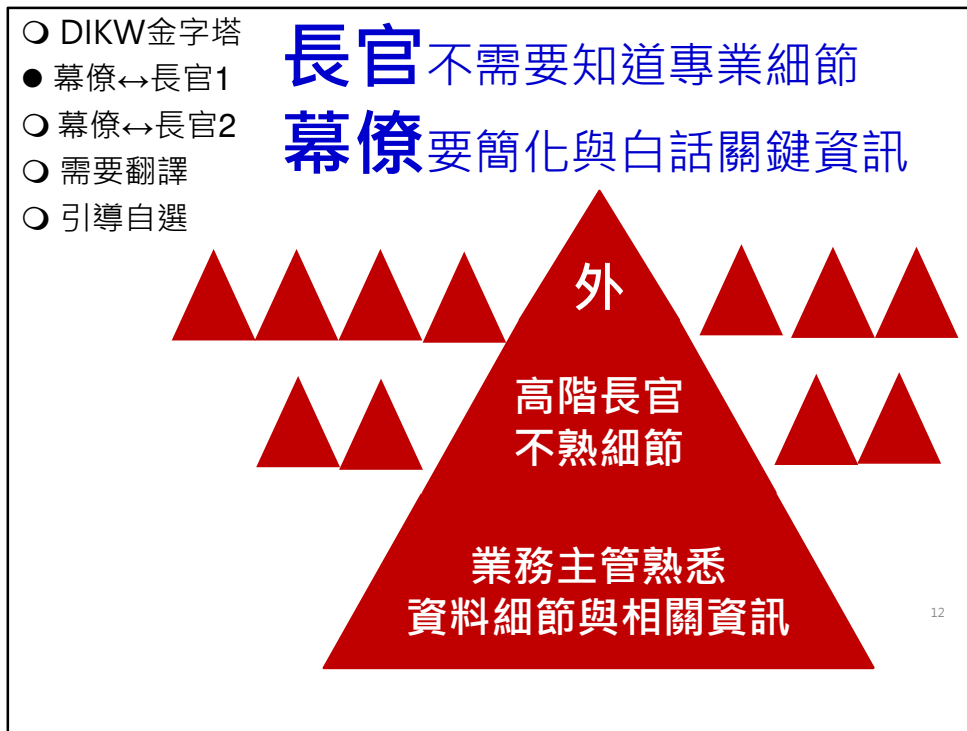 ○ DIKW金字塔
● 幕僚↔長官1
○ 幕僚↔長官2
○ 需要翻譯
○ 引導自選
長官不需要知道專業細節
幕僚要簡化與白話關鍵資訊
外
高階長官
不熟細節
業務主管熟悉
資料細節與相關資訊
12